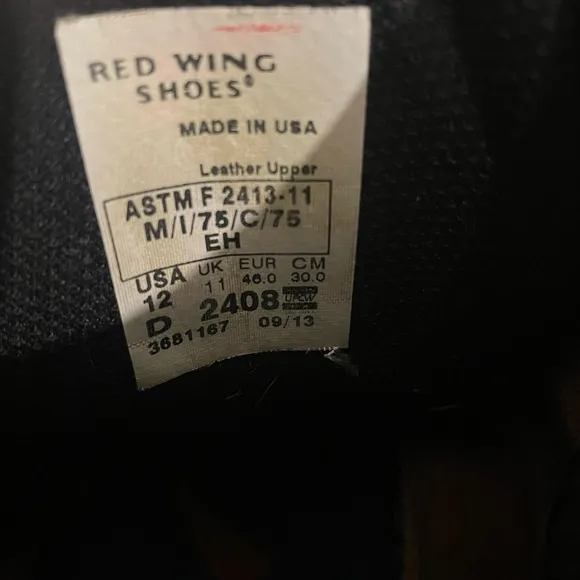 RED WING
SHOES®
MADE IN USA
Leather Upper
ASTM F 2413-11
M/I/75/C/75
EH
USA UK EUR CM
12 11 46.0 30.0
D 2408 UFCW
3681167 09/13